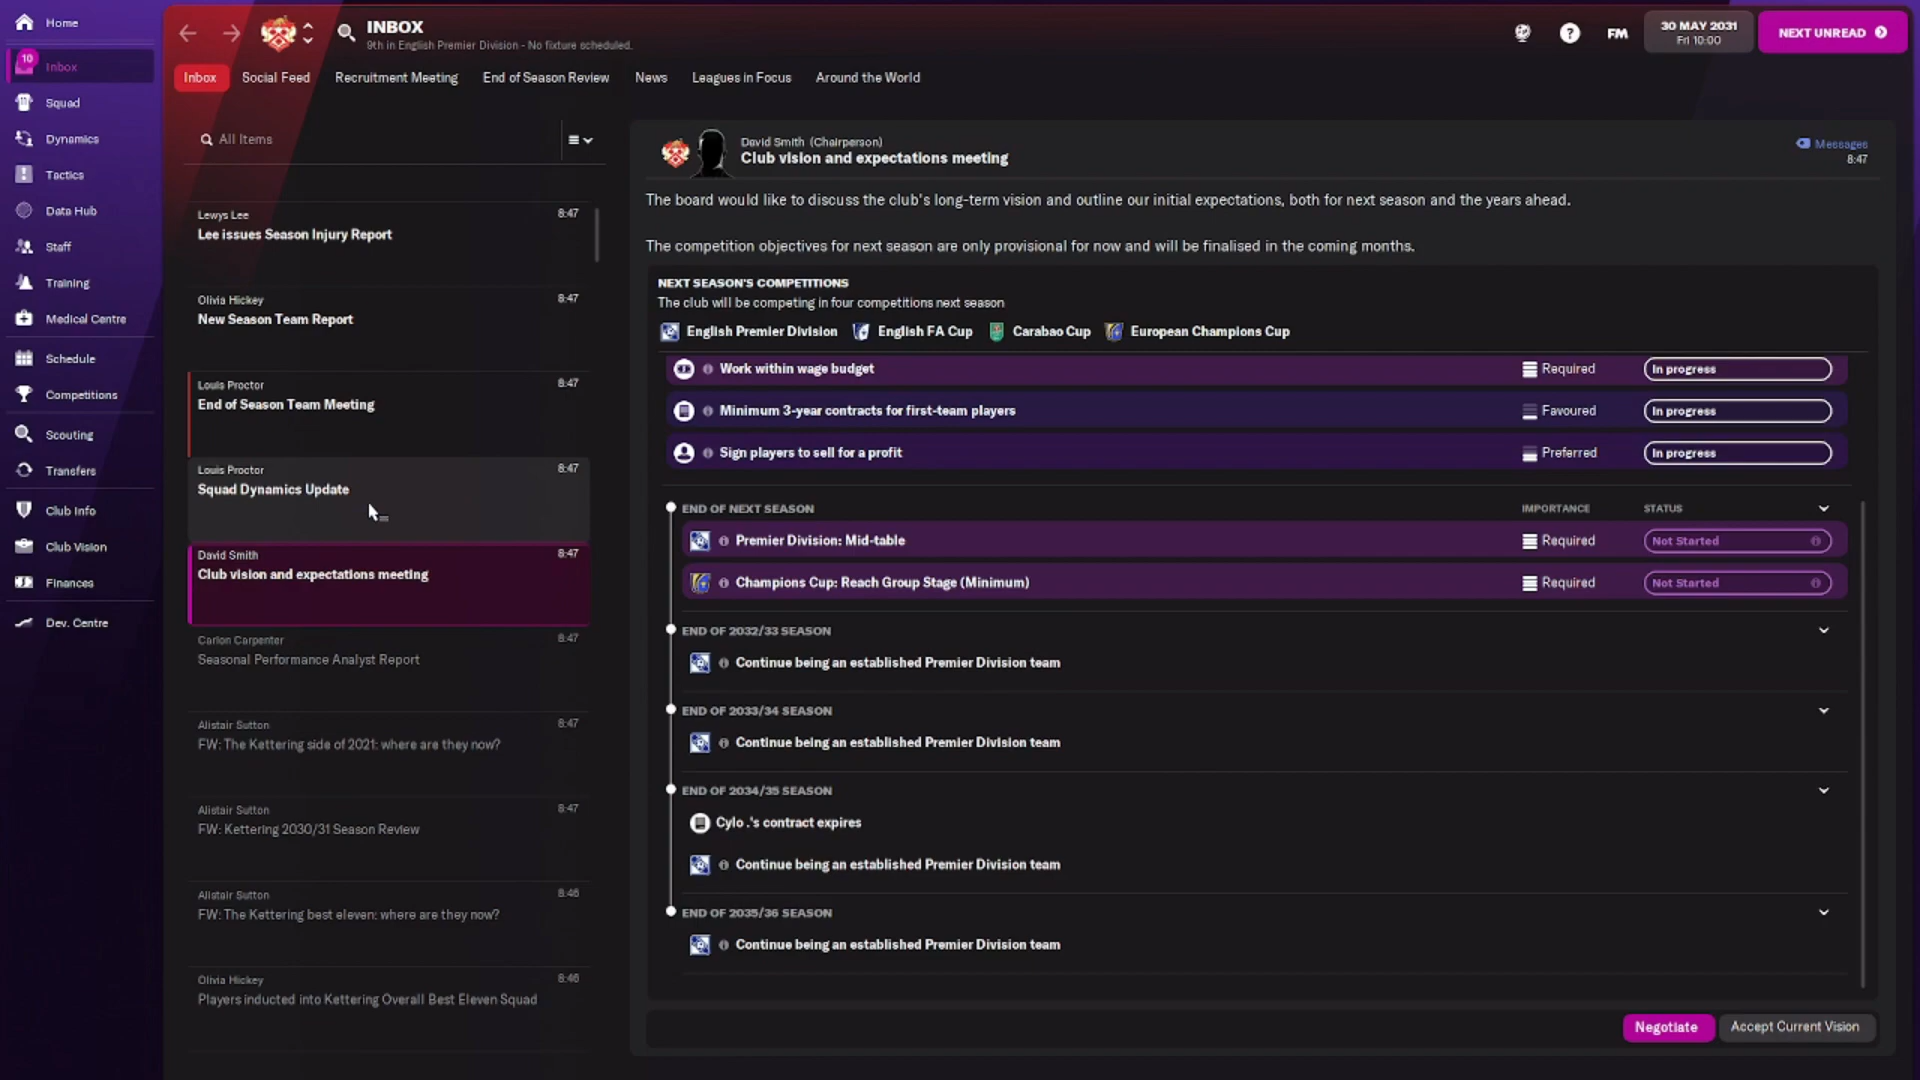 Home
10
Inbox
Squad
Dynamics
Tactics
Data Hub
Staff
Training
Medical Centre
Schedule
Competitions
Scouting
Transfers
Club Info
Club Vision
Finances
Dev. Centre
INBOX
9th in English Premier Division - No fixture scheduled.
?
FM
30 MAY 2031
Fri 10:00
NEXT UNREAD
Inbox Social Feed Recruitment Meeting End of Season Review News Leagues in Focus Around the World
All Items
Lewys Lee 8:47
Lee issues Season Injury Report
Olivia Hickey 8:47
New Season Team Report
Louis Proctor 8:47
End of Season Team Meeting
Louis Proctor 8:47
Squad Dynamics Update
David Smith 8:47
Club vision and expectations meeting
Carlon Carpenter 8:47
Seasonal Performance Analyst Report
Alistair Sutton 8:47
FW: The Kettering side of 2021: where are they now?
Alistair Sutton 8:47
FW: Kettering 2030/31 Season Review
Alistair Sutton 8:46
FW: The Kettering best eleven: where are they now?
Olivia Hickey 8:46
Players inducted into Kettering Overall Best Eleven Squad
David Smith (Chairperson)
Club vision and expectations meeting
Messages
8:47
The board would like to discuss the club's long-term vision and outline our initial expectations, both for next season and the years ahead.
The competition objectives for next season are only provisional for now and will be finalised in the coming months.
NEXT SEASON'S COMPETITIONS
The club will be competing in four competitions next season
English Premier Division English FA Cup Carabao Cup European Champions Cup
Work within wage budget Required In progress
Minimum 3-year contracts for first-team players Favoured In progress
Sign players to sell for a profit Preferred In progress
END OF NEXT SEASON IMPORTANCE STATUS
Premier Division: Mid-table Required Not Started
Champions Cup: Reach Group Stage (Minimum) Required Not Started
END OF 2032/33 SEASON
Continue being an established Premier Division team
END OF 2033/34 SEASON
Continue being an established Premier Division team
END OF 2034/35 SEASON
Cylo .'s contract expires
Continue being an established Premier Division team
END OF 2035/36 SEASON
Continue being an established Premier Division team
Negotiate Accept Current Vision